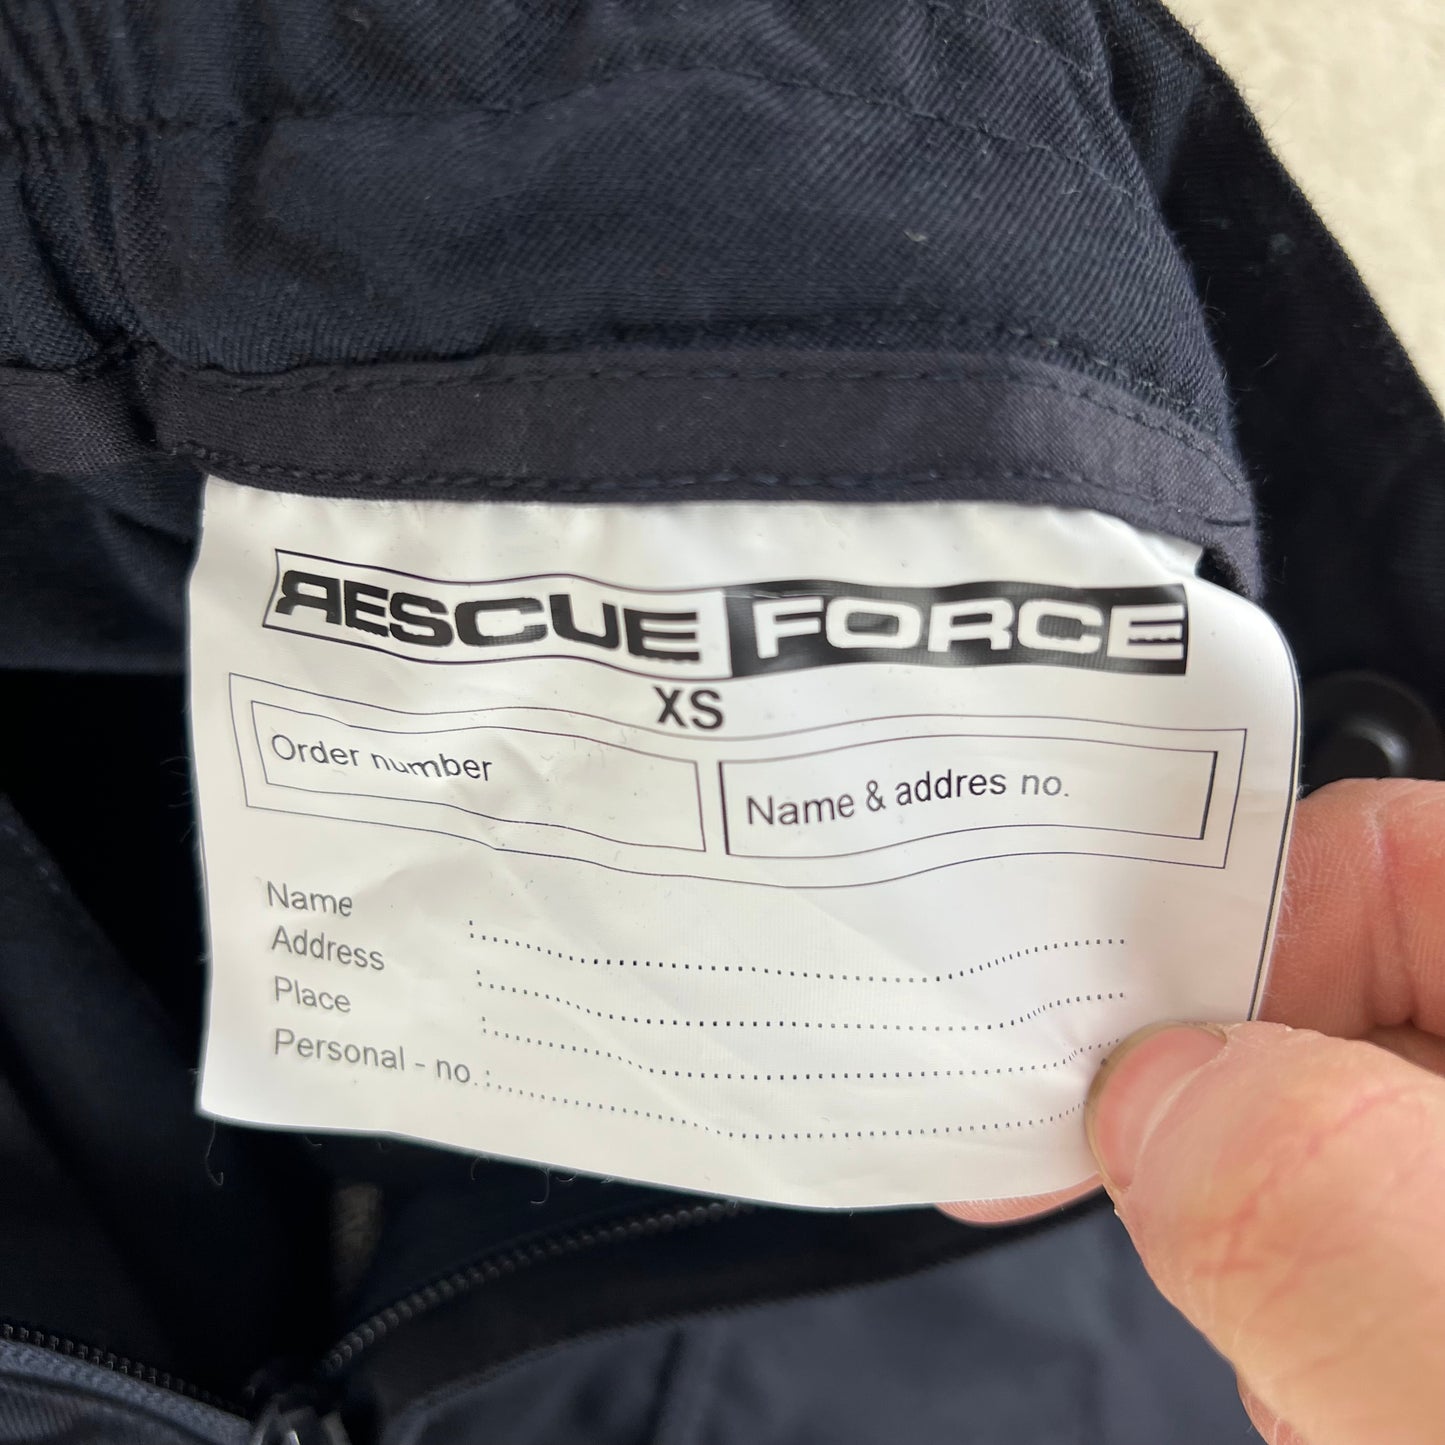 RESCUE FORCE
XS
Order number
Name & addres no.
Name
Address
Place
Personal - no.: